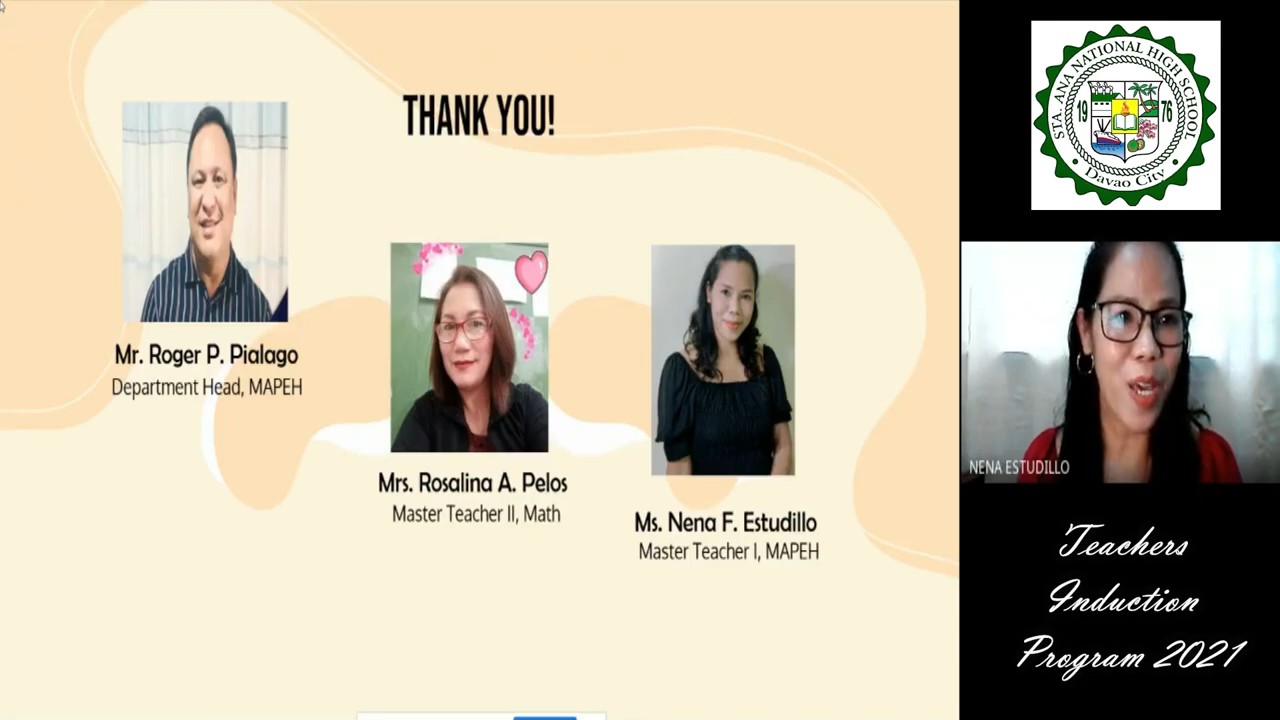 THANK YOU!
Mr. Roger P. Pialago
Department Head, MAPEH
Mrs. Rosalina A. Pelos
Master Teacher II, Math
Ms. Nena F. Estudillo
Master Teacher I, MAPEH
STA. ANA NATIONAL HIGH SCHOOL
19 76
Davao City
NENA ESTUDILLO
Teachers
Induction
Program 2021